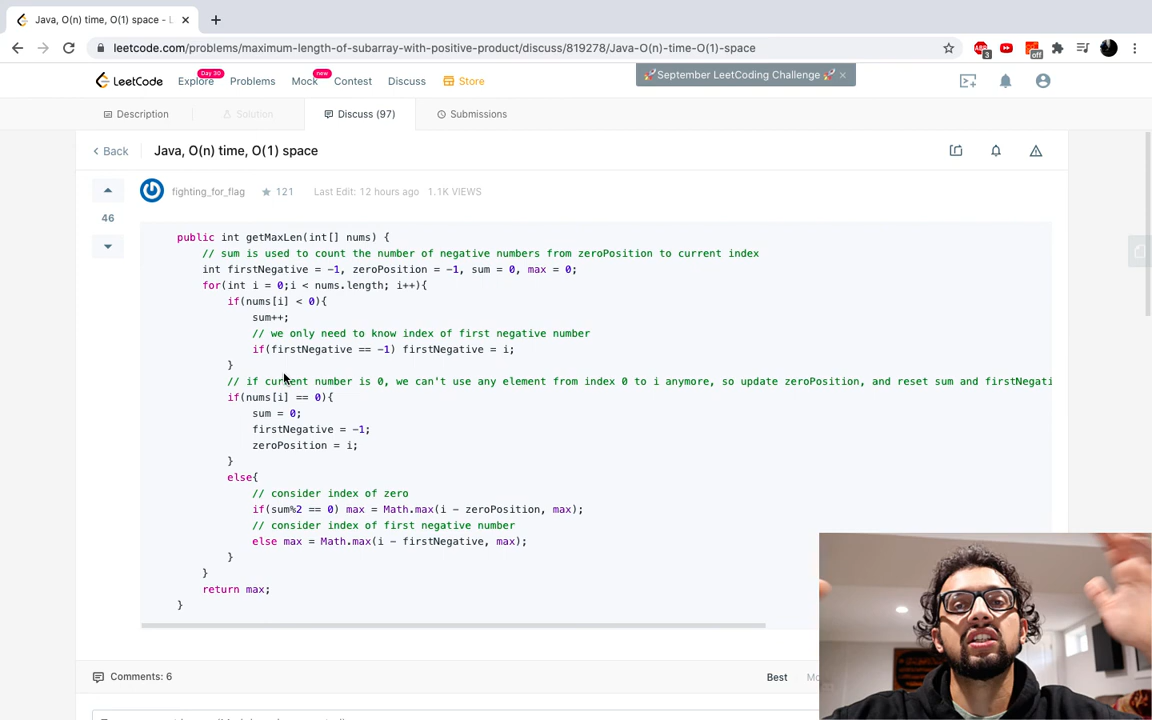 Java, O(n) time, O(1) space - L
leetcode.com/problems/maximum-length-of-subarray-with-positive-product/discuss/819278/Java-O(n)-time-O(1)-space
ABP
3
off
LeetCode
Explore
Day 30
Problems
Mock
new
Contest
Discuss
Store
🚀September LeetCoding Challenge 🚀 ×
Description
Solution
Discuss (97)
Submissions
Back
Java, O(n) time, O(1) space
46
fighting_for_flag
★ 121
Last Edit: 12 hours ago
1.1K VIEWS
public int getMaxLen(int[] nums) {
// sum is used to count the number of negative numbers from zeroPosition to current index
int firstNegative = -1, zeroPosition = -1, sum = 0, max = 0;
for(int i = 0;i < nums.length; i++){
if(nums[i] < 0){
sum++;
// we only need to know index of first negative number
if(firstNegative == -1) firstNegative = i;
}
// if current number is 0, we can't use any element from index 0 to i anymore, so update zeroPosition, and reset sum and firstNegati
if(nums[i] == 0){
sum = 0;
firstNegative = -1;
zeroPosition = i;
}
else{
// consider index of zero
if(sum%2 == 0) max = Math.max(i - zeroPosition, max);
// consider index of first negative number
else max = Math.max(i - firstNegative, max);
}
}
return max;
}
Comments: 6
Best
Mo